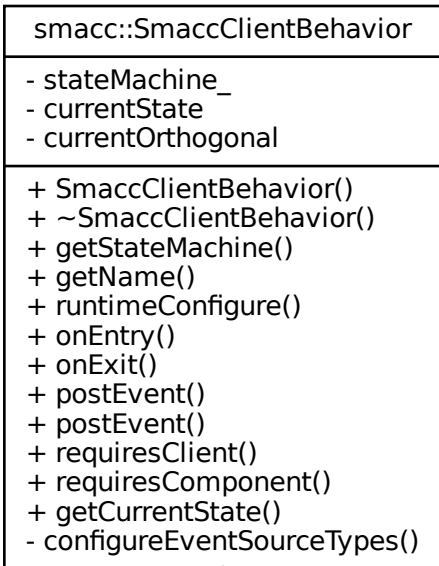 smacc::SmaccClientBehavior
- stateMachine_
- currentState
- currentOrthogonal
+ SmaccClientBehavior()
+ ~SmaccClientBehavior()
+ getStateMachine()
+ getName()
+ runtimeConfigure()
+ onEntry()
+ onExit()
+ postEvent()
+ postEvent()
+ requiresClient()
+ requiresComponent()
+ getCurrentState()
- configureEventSourceTypes()